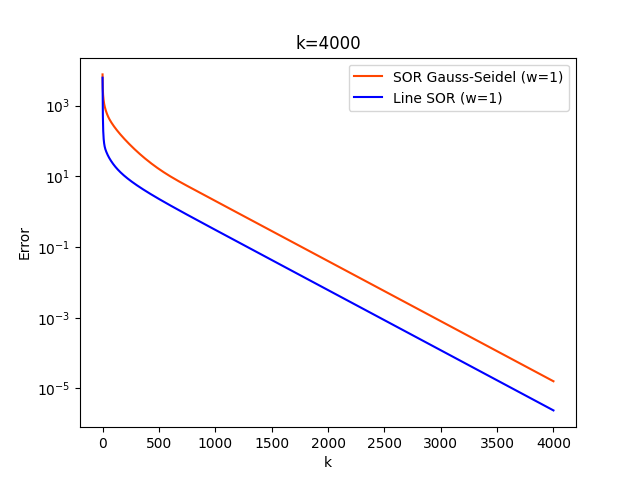 k=4000
SOR Gauss-Seidel (w=1)
Line SOR (w=1)
Error
10^3
10^1
10^−1
10^−3
10^−5
0 500 1000 1500 2000 2500 3000 3500 4000
k